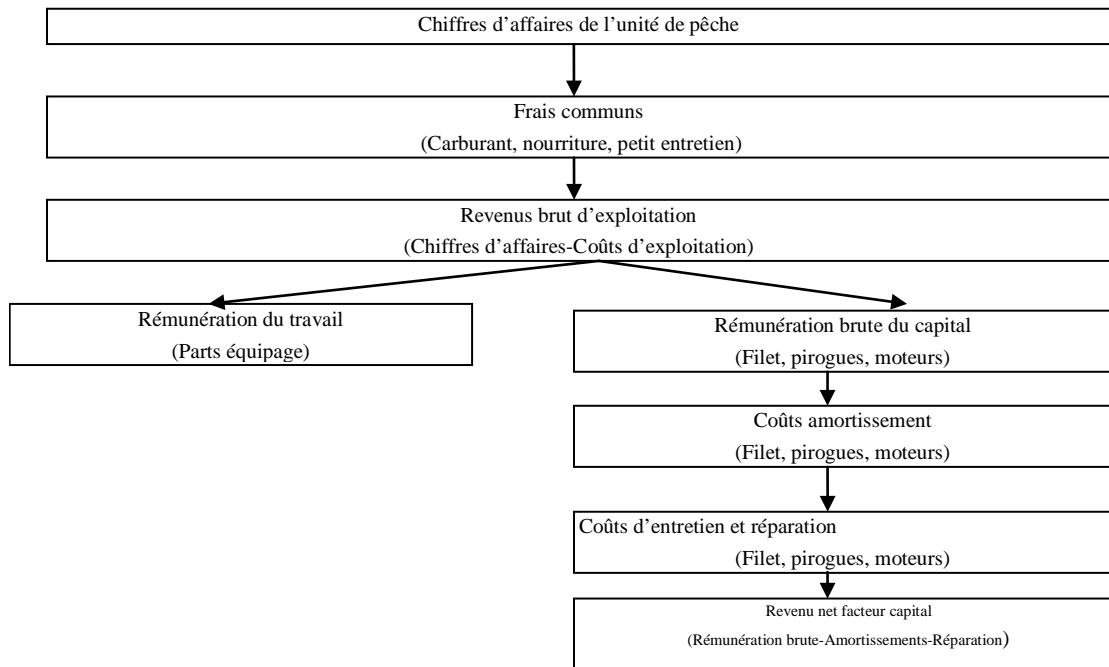 Chiffres d’affaires de l’unité de pêche
Frais communs
(Carburant, nourriture, petit entretien)
Revenus brut d’exploitation
(Chiffres d’affaires-Coûts d’exploitation)
Rémunération du travail
(Parts équipage)
Rémunération brute du capital
(Filet, pirogues, moteurs)
Coûts amortissement
(Filet, pirogues, moteurs)
Coûts d’entretien et réparation
(Filet, pirogues, moteurs)
Revenu net facteur capital
(Rémunération brute-Amortissements-Réparation)